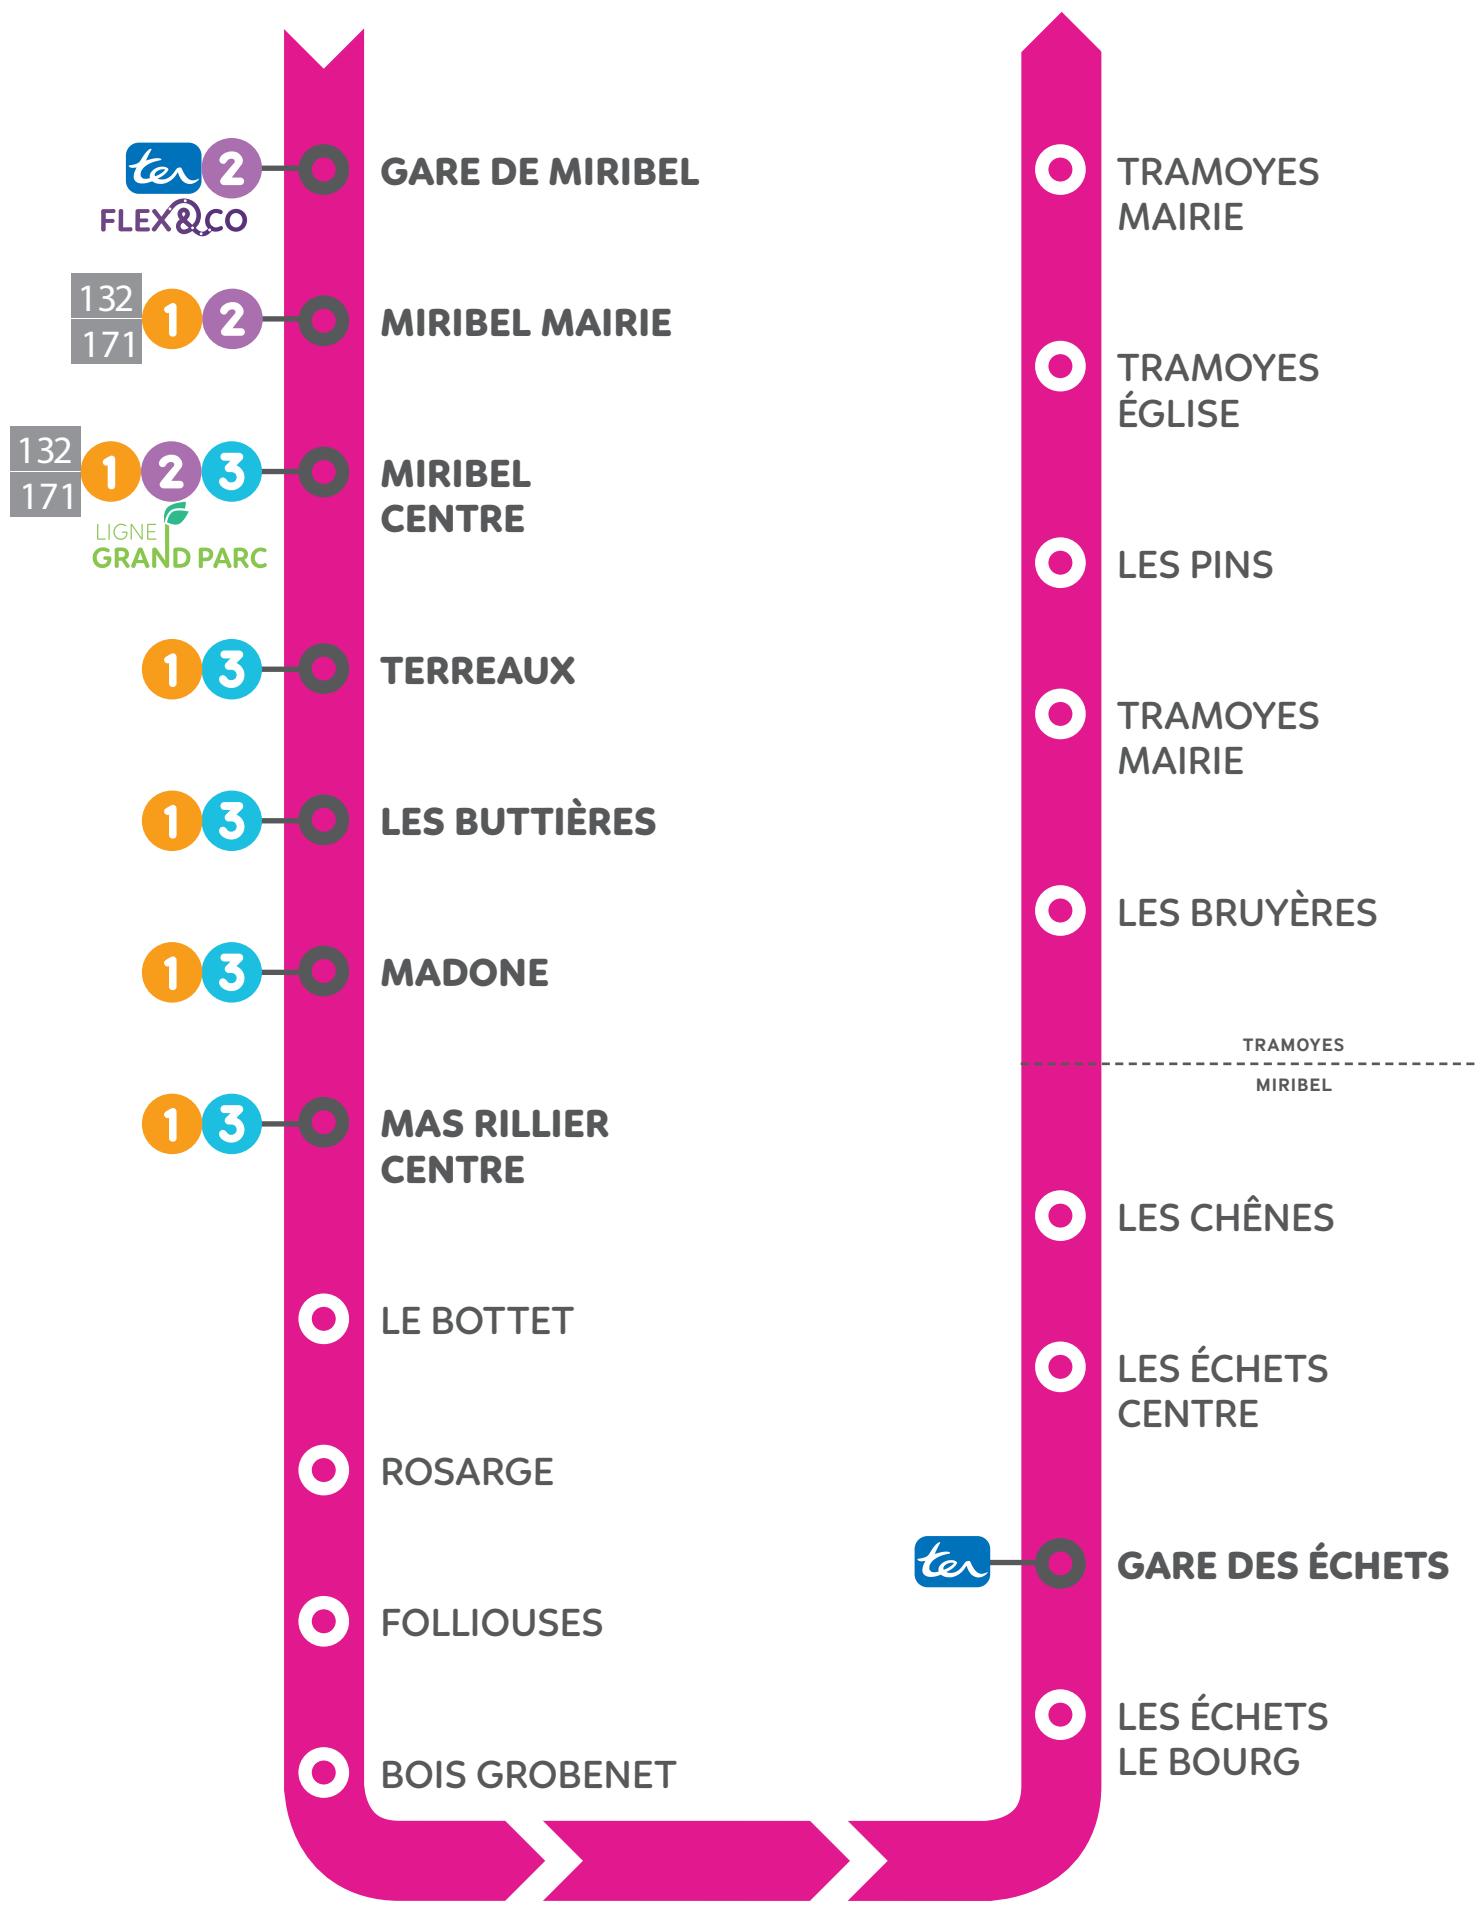 ter 2
FLEX&CO
GARE DE MIRIBEL
132
171
1 2
MIRIBEL MAIRIE
132
171
1 2 3
LIGNE
GRAND PARC
MIRIBEL
CENTRE
1 3
TERREAUX
1 3
LES BUTTIÈRES
1 3
MADONE
1 3
MAS RILLIER
CENTRE
LE BOTTET
ROSARGE
FOLLIOUSES
BOIS GROBENET
TRAMOYES
MAIRIE
TRAMOYES
ÉGLISE
LES PINS
TRAMOYES
MAIRIE
LES BRUYÈRES
TRAMOYES
MIRIBEL
LES CHÊNES
LES ÉCHETS
CENTRE
ter
GARE DES ÉCHETS
LES ÉCHETS
LE BOURG